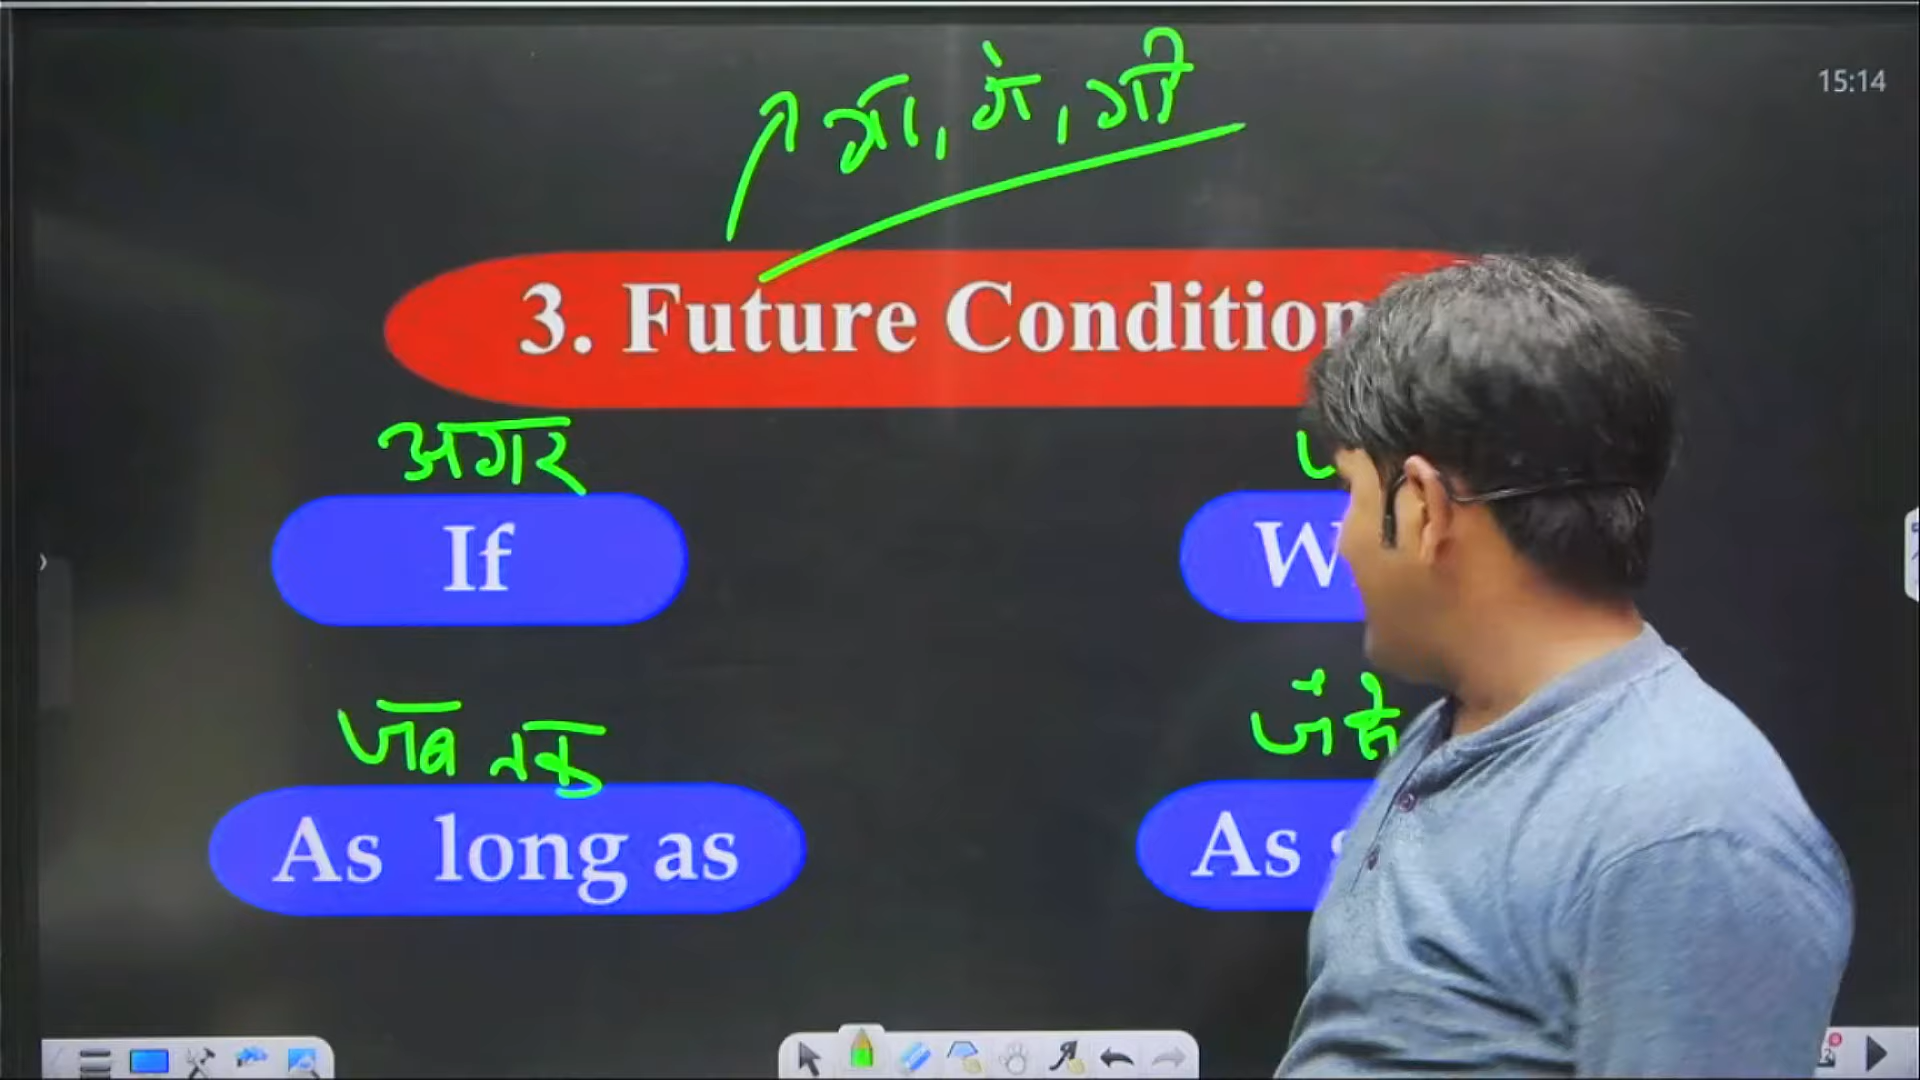 15:14
गा, गे, गी
3. Future Condition
अगर
If
जब तक
जैसे
As long as
As